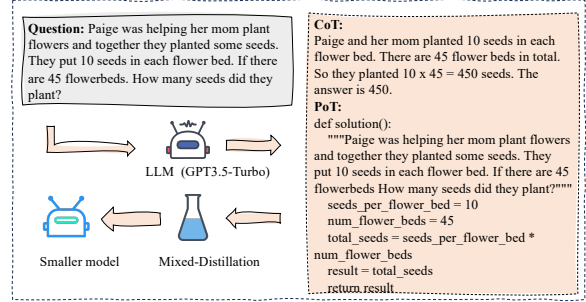 Question: Paige was helping her mom plant
flowers and together they planted some seeds.
They put 10 seeds in each flower bed. If there
are 45 flowerbeds. How many seeds did they
plant?
LLM (GPT3.5-Turbo)
Smaller model
Mixed-Distillation
CoT:
Paige and her mom planted 10 seeds in each
flower bed. There are 45 flower beds in total.
So they planted 10 x 45 = 450 seeds. The
answer is 450.
PoT:
def solution():
"""Paige was helping her mom plant flowers
and together they planted some seeds. They
put 10 seeds in each flower bed. If there are 45
flowerbeds How many seeds did they plant?"""
seeds_per_flower_bed = 10
num_flower_beds = 45
total_seeds = seeds_per_flower_bed *
num_flower_beds
result = total_seeds
return result